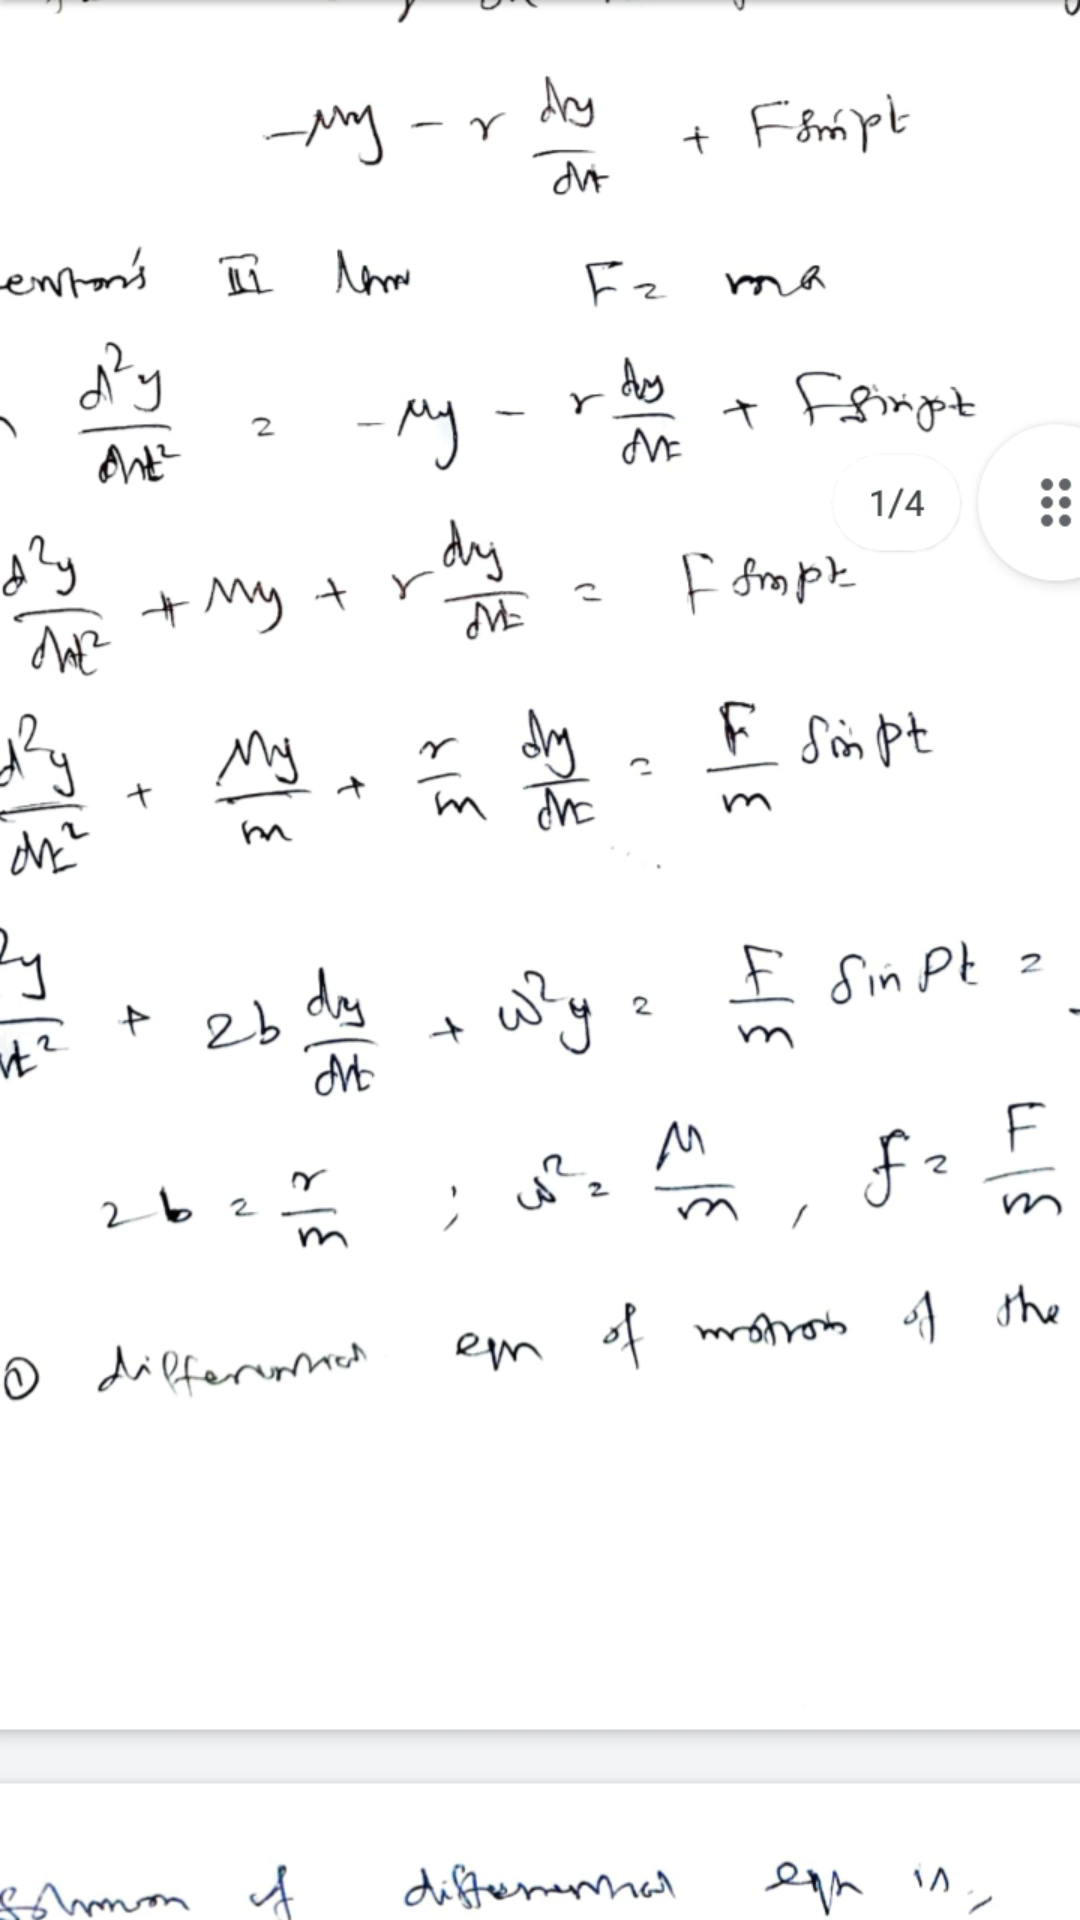 -μy - r dy/dt + F sin pt
enton's III law F = ma
d²y/dt² = -μy - r dy/dt + F sin pt
1/4
d²y/dt² + μy + r dy/dt = F sin pt
d²y/dt² + μy/m + r/m dy/dt = F/m sin pt
²y/dt² + 2b dy/dt + ω²y = F/m sin Pt =
2b = r/m ; ω² = μ/m , f = F/m
① differential eqn of motion of the
solution of differential eqn is,